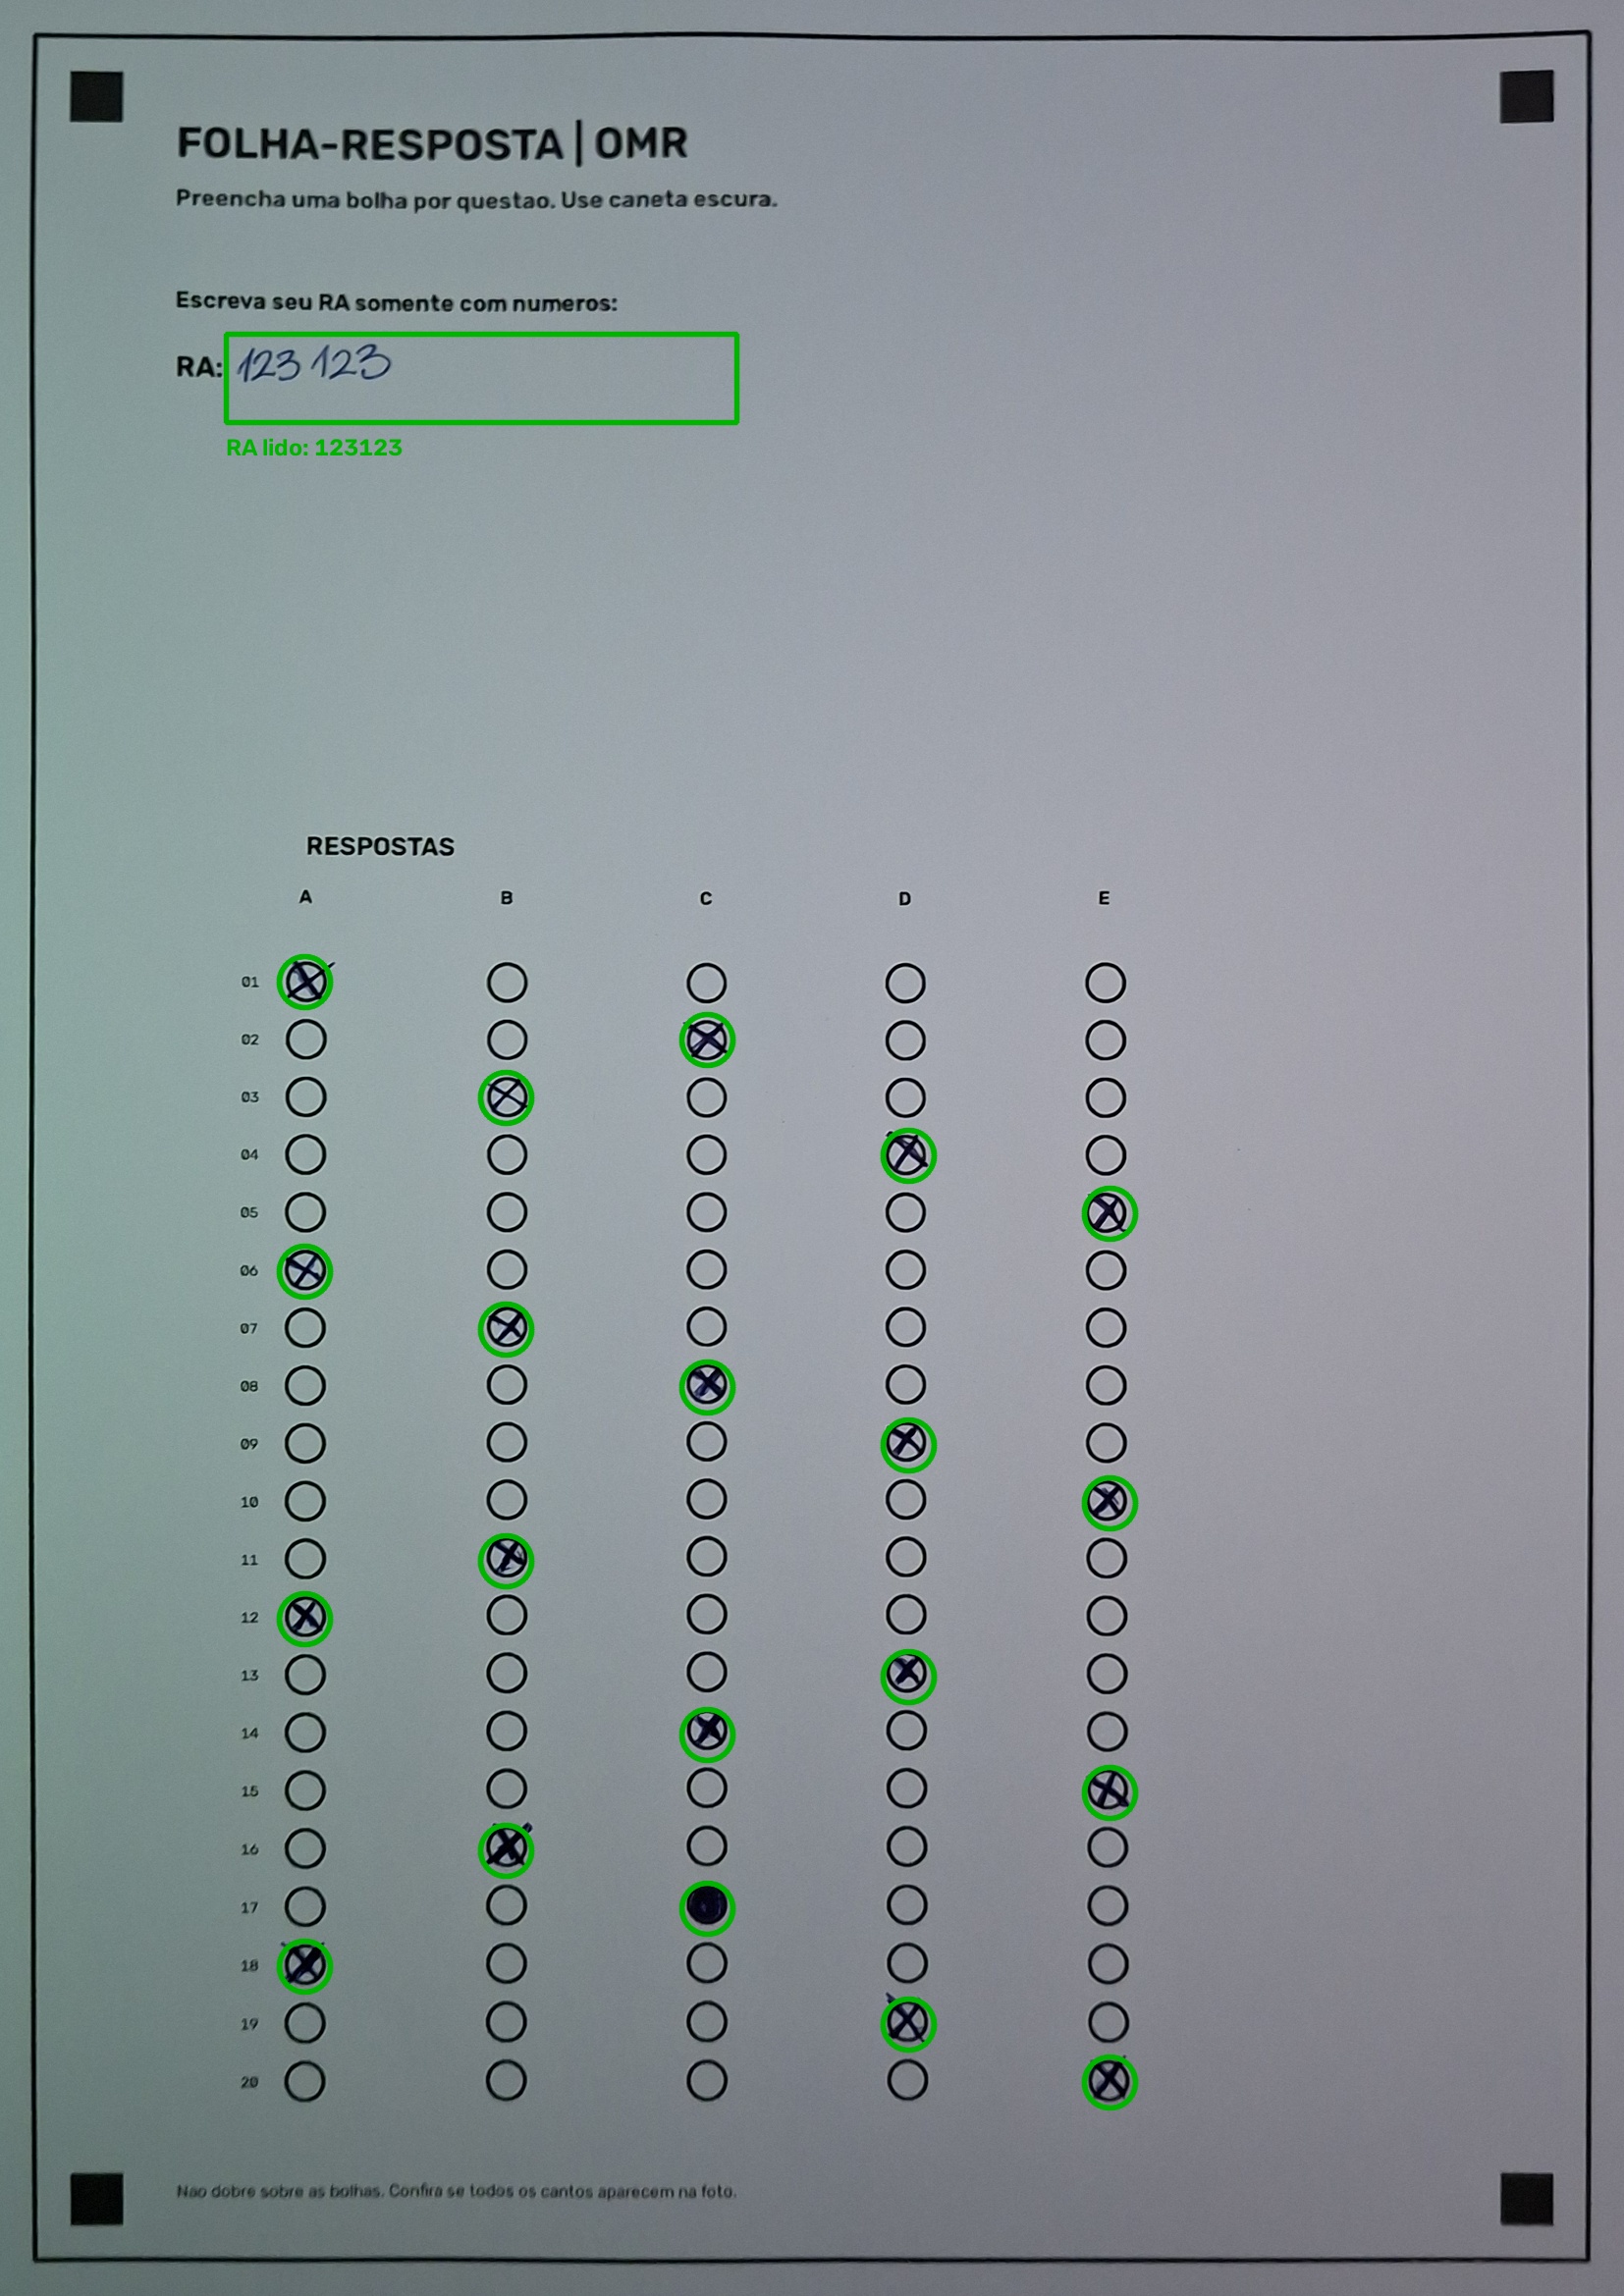 FOLHA-RESPOSTA | OMR
Preencha uma bolha por questao. Use caneta escura.
Escreva seu RA somente com numeros:
RA: 123 123
RA lido: 123123
RESPOSTAS
A B C D E
01
02
03
04
05
06
07
08
09
10
11
12
13
14
15
16
17
18
19
20
Nao dobre sobre as bolhas. Confira se todos os cantos aparecem na foto.